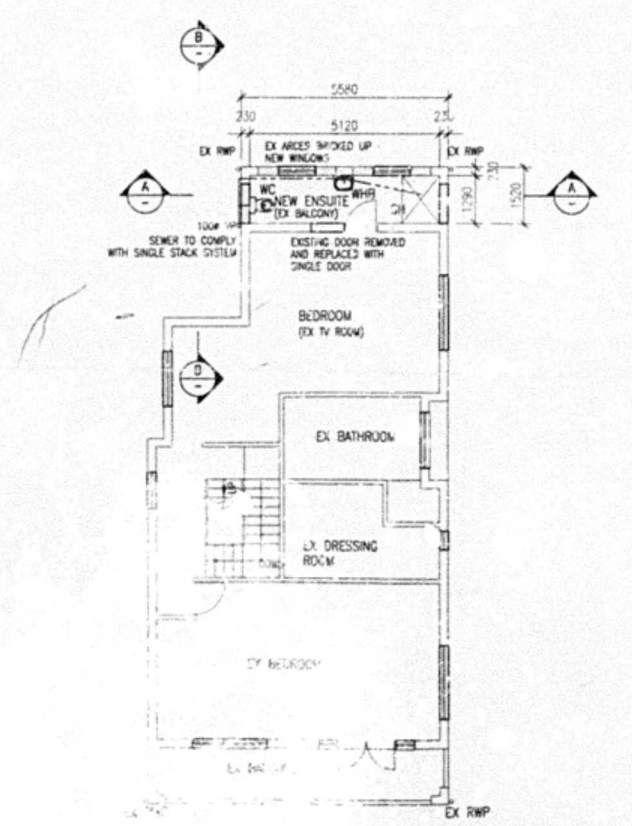 B
5580
230
5120
230
EX RWP
EX ARCES BRICKED UP
NEW WINDOWS
EX RWP
A
WC
NEW ENSUITE
(EX BALCONY)
WHB
SH
230
1290
1520
A
SEWER TO COMPLY
WITH SINGLE STACK SYSTEM
EXISTING DOOR REMOVED
AND REPLACED WITH
SINGLE DOOR
BEDROOM
(EX TV ROOM)
D
EX BATHROOM
EX DRESSING
ROOM
EX BEDROOM
EX RWP